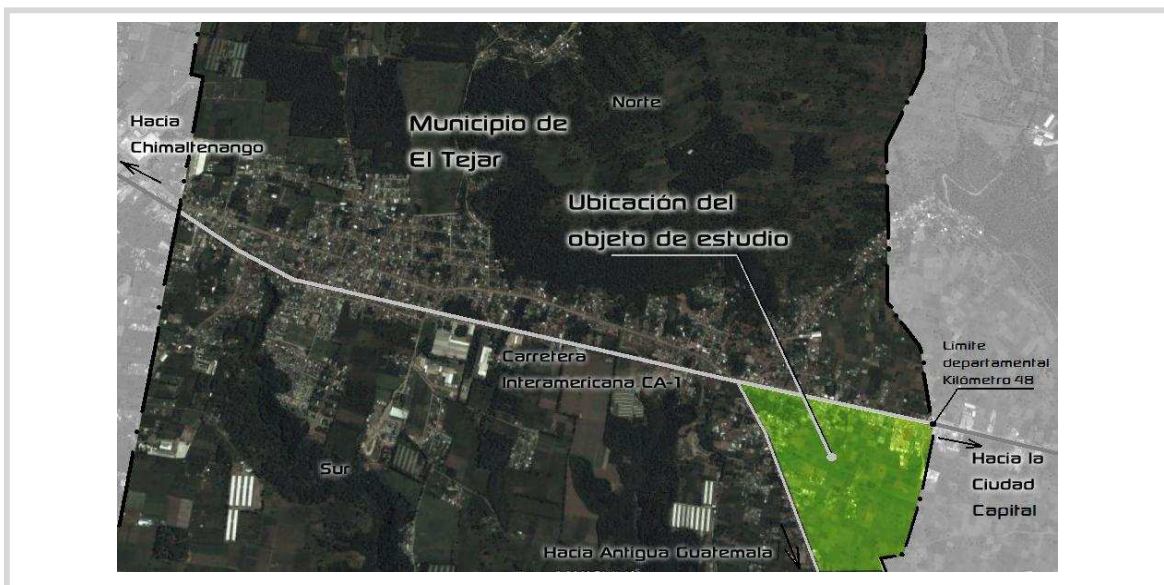 Norte
Hacia
Chimaltenango
Municipio de
El Tejar
Ubicación del
objeto de estudio
Límite
departamental
Kilómetro 48
Carretera
Interamericana CA-1
Sur
Hacia la
Ciudad
Capital
Hacia Antigua Guatemala